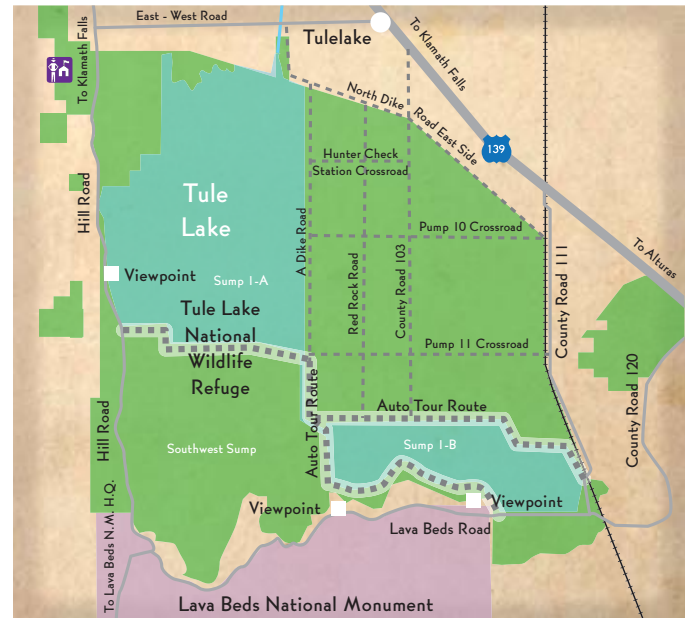 East - West Road
Tulelake
To Klamath Falls
To Klamath Falls
North Dike Road East Side
139
Hunter Check
Station Crossroad
Tule
Lake
Hill Road
A Dike Road
Pump 10 Crossroad
To Alturas
Viewpoint
Sump 1-A
Red Rock Road
County Road 103
County Road 111
Tule Lake
National
Wildlife
Refuge
Pump 11 Crossroad
Auto Tour Route
Auto Tour Route
County Road 120
Hill Road
Southwest Sump
Sump 1-B
Viewpoint
Viewpoint
Lava Beds Road
To Lava Beds N.M. H.Q.
Lava Beds National Monument